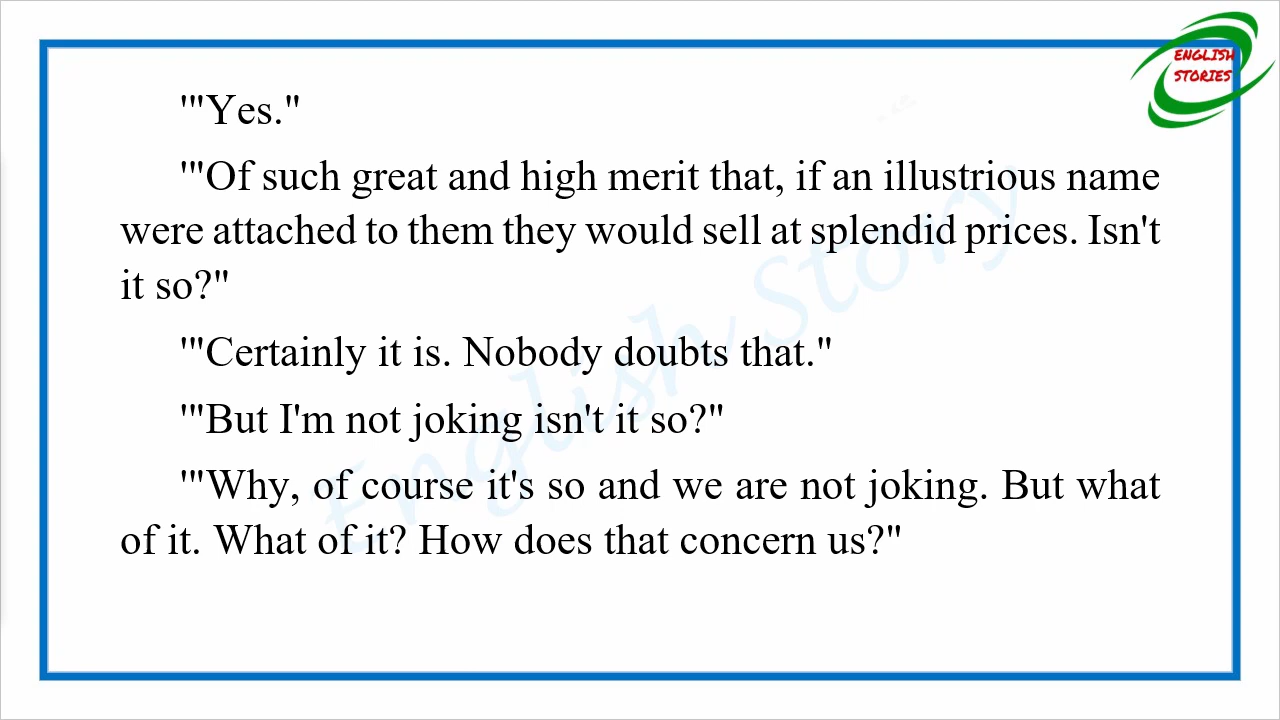 ENGLISH
STORIES
'"Yes."
'"Of such great and high merit that, if an illustrious name
were attached to them they would sell at splendid prices. Isn't
it so?"
'"Certainly it is. Nobody doubts that."
'"But I'm not joking isn't it so?"
'"Why, of course it's so and we are not joking. But what
of it. What of it? How does that concern us?"
English Story